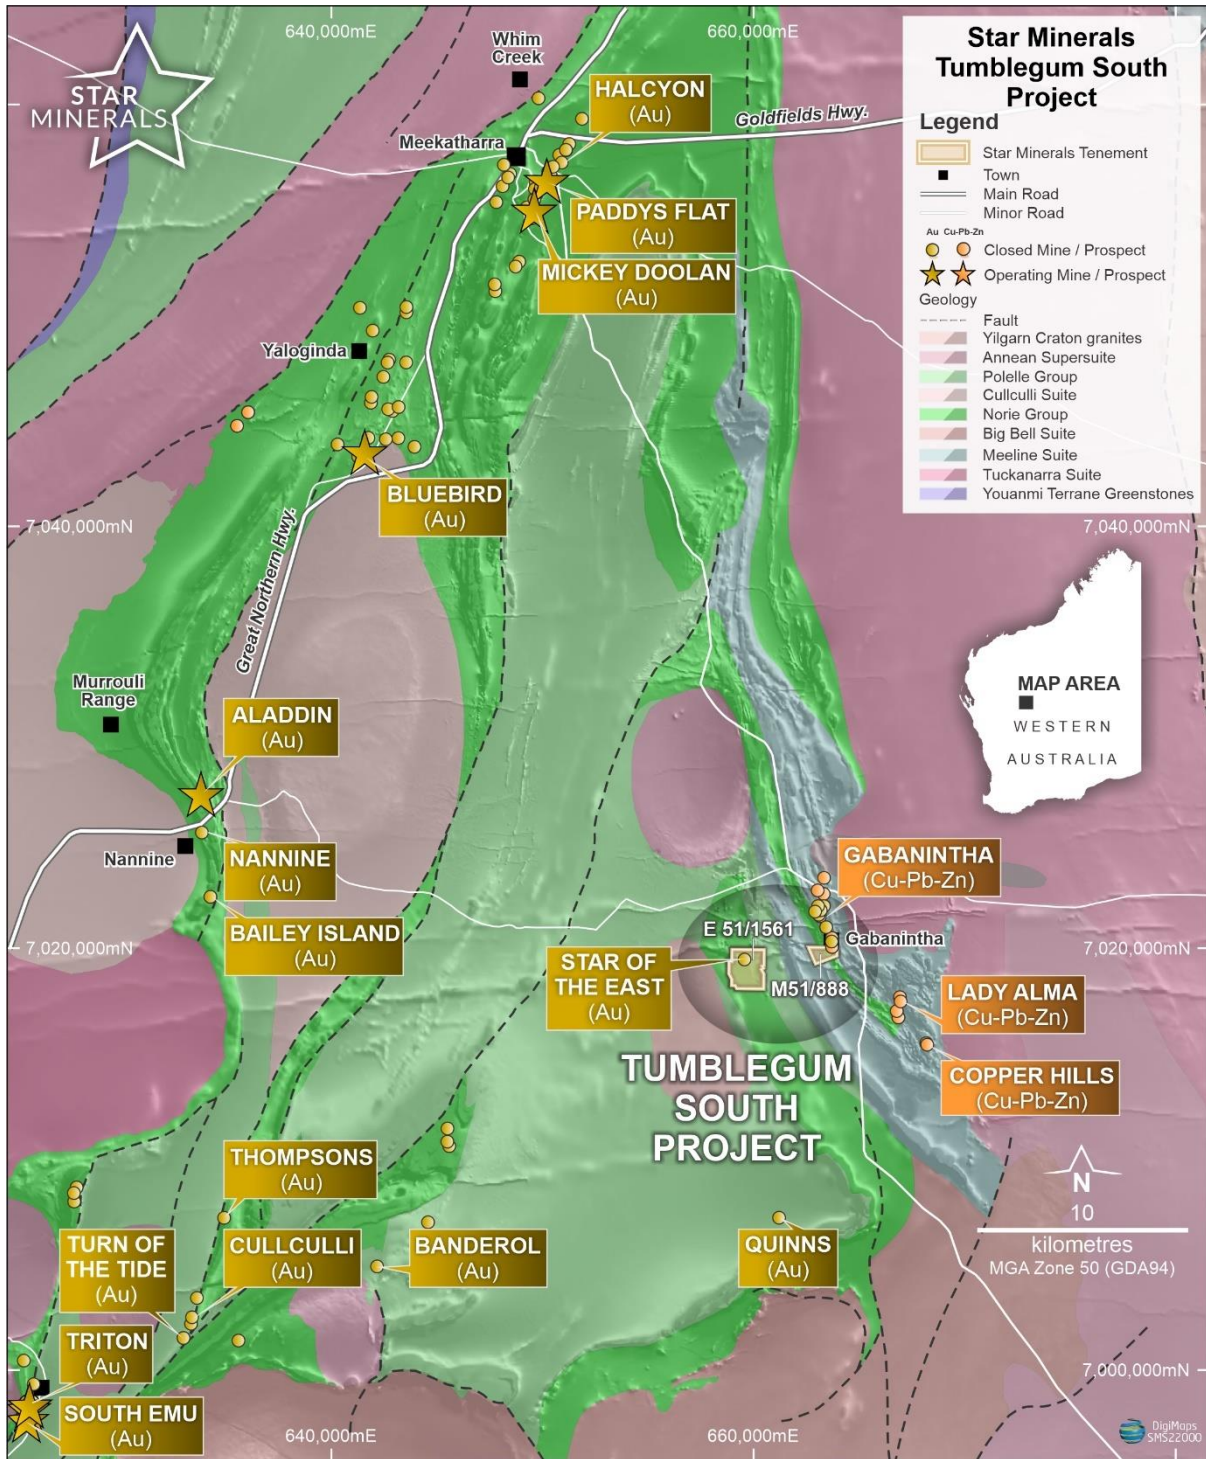 640,000mE
660,000mE
STAR
MINERALS
Whim
Creek
HALCYON
(Au)
Goldfields Hwy.
Meekatharra
PADDYS FLAT
(Au)
MICKEY DOOLAN
(Au)
Yaloginda
BLUEBIRD
(Au)
Star Minerals
Tumblegum South
Project
Legend
Star Minerals Tenement
Town
Main Road
Minor Road
Au Cu-Pb-Zn
Closed Mine / Prospect
Operating Mine / Prospect
Geology
Fault
Yilgarn Craton granites
Annean Supersuite
Polelle Group
Cullculli Suite
Norie Group
Big Bell Suite
Meeline Suite
Tuckanarra Suite
Youanmi Terrane Greenstones
7,040,000mN
7,040,000mN
Great Northern Hwy.
Murrouli
Range
MAP AREA
WESTERN
AUSTRALIA
ALADDIN
(Au)
Nannine
NANNINE
(Au)
BAILEY ISLAND
(Au)
GABANINTHA
(Cu-Pb-Zn)
7,020,000mN
7,020,000mN
E 51/1561
Gabanintha
STAR OF
THE EAST
(Au)
M51/888
LADY ALMA
(Cu-Pb-Zn)
COPPER HILLS
(Cu-Pb-Zn)
TUMBLEGUM
SOUTH
PROJECT
THOMPSONS
(Au)
N
10
kilometres
MGA Zone 50 (GDA94)
TURN OF
THE TIDE
(Au)
CULLCULLI
(Au)
BANDEROL
(Au)
QUINNS
(Au)
TRITON
(Au)
SOUTH EMU
(Au)
7,000,000mN
640,000mE
660,000mE
DigiMaps
SMS22000